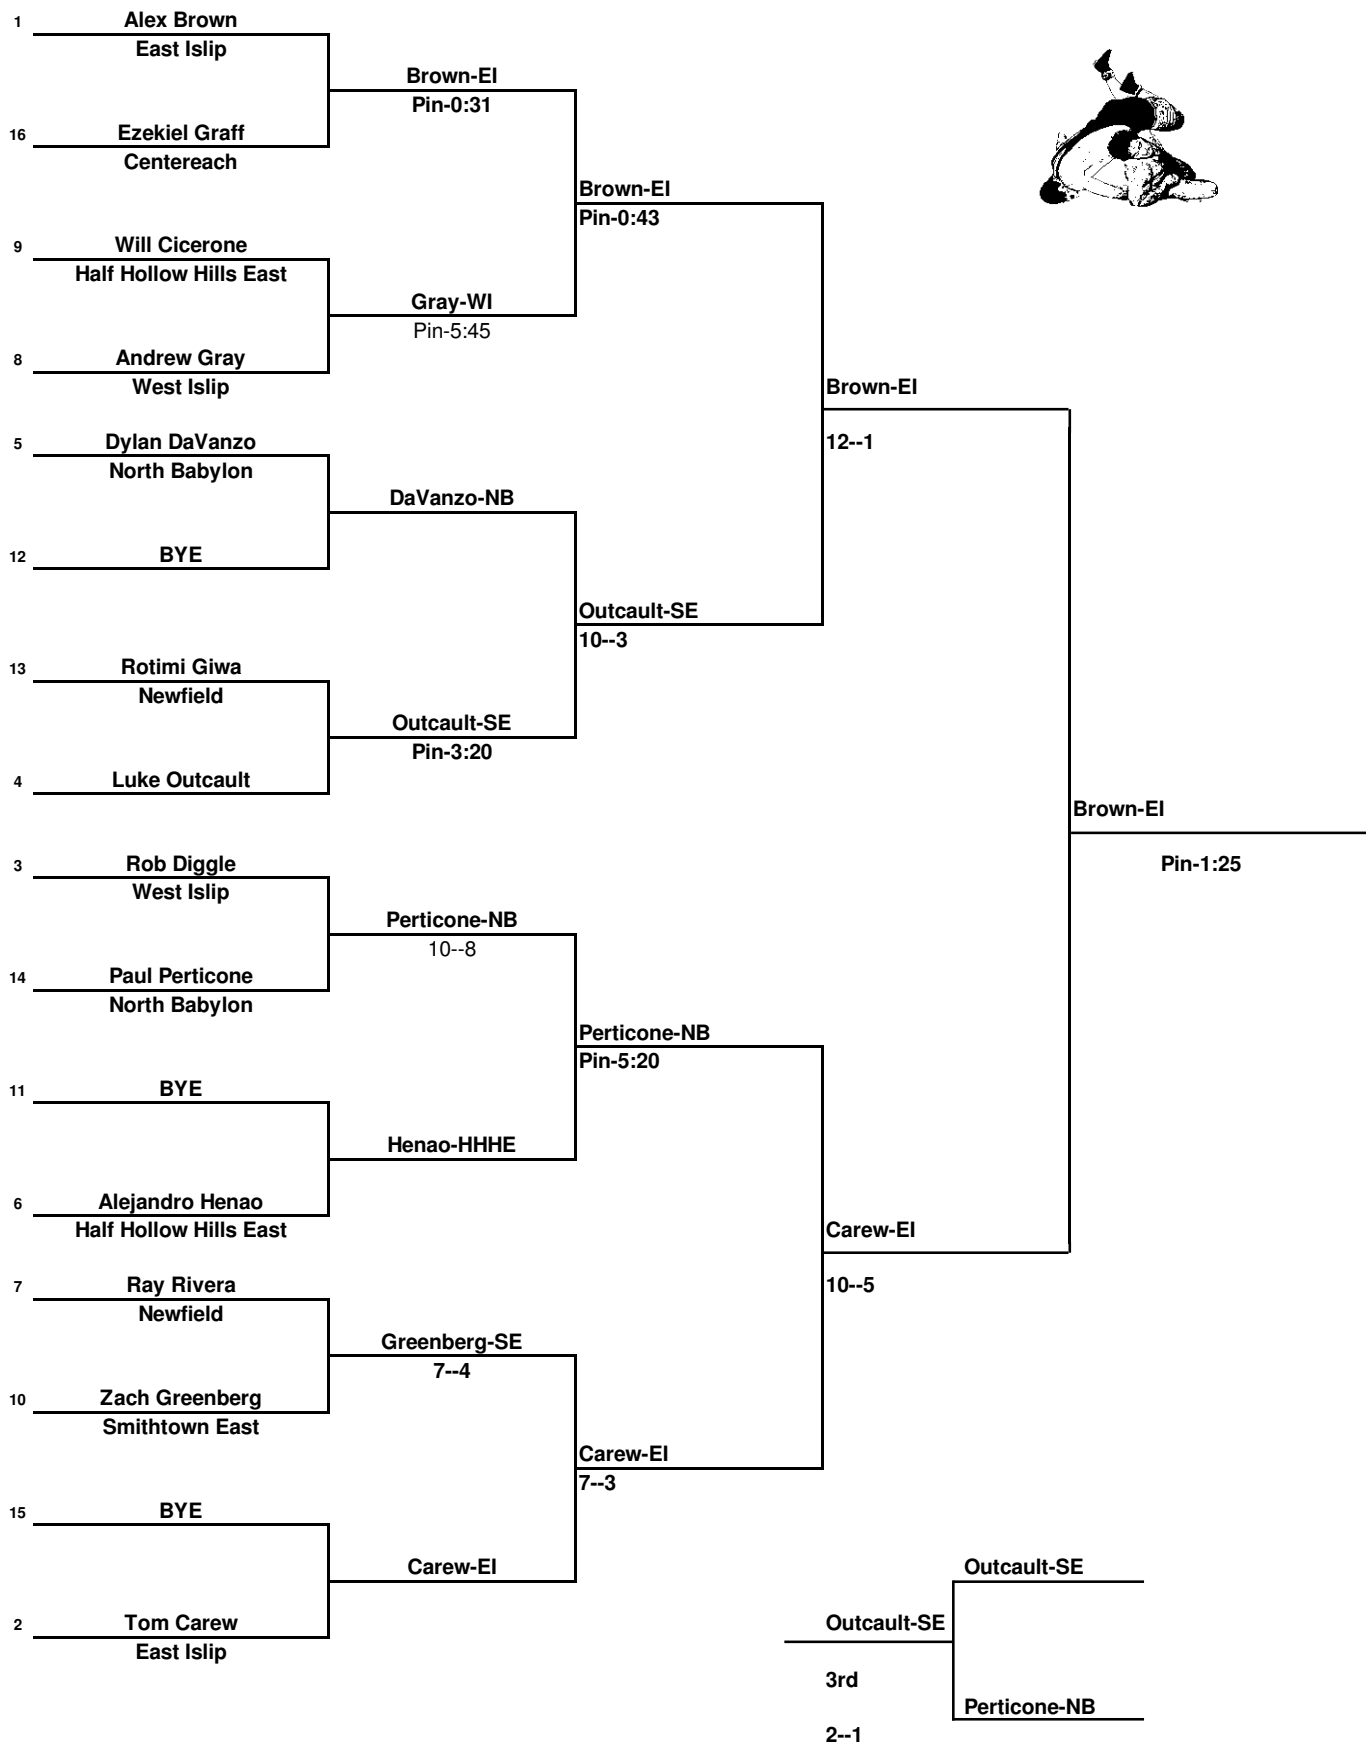 1 Alex Brown
East Islip
Brown-EI
Pin-0:31
16 Ezekiel Graff
Centereach
Brown-EI
Pin-0:43
9 Will Cicerone
Half Hollow Hills East
Gray-WI
Pin-5:45
8 Andrew Gray
West Islip
Brown-EI
12--1
5 Dylan DaVanzo
North Babylon
DaVanzo-NB
12 BYE
Outcault-SE
10--3
13 Rotimi Giwa
Newfield
Outcault-SE
Pin-3:20
4 Luke Outcault
Brown-EI
Pin-1:25
3 Rob Diggle
West Islip
Perticone-NB
10--8
14 Paul Perticone
North Babylon
Perticone-NB
Pin-5:20
11 BYE
Henao-HHHE
6 Alejandro Henao
Half Hollow Hills East
Carew-EI
10--5
7 Ray Rivera
Newfield
Greenberg-SE
7--4
10 Zach Greenberg
Smithtown East
Carew-EI
7--3
15 BYE
Carew-EI
2 Tom Carew
East Islip
Outcault-SE
Outcault-SE
3rd
Perticone-NB
2--1